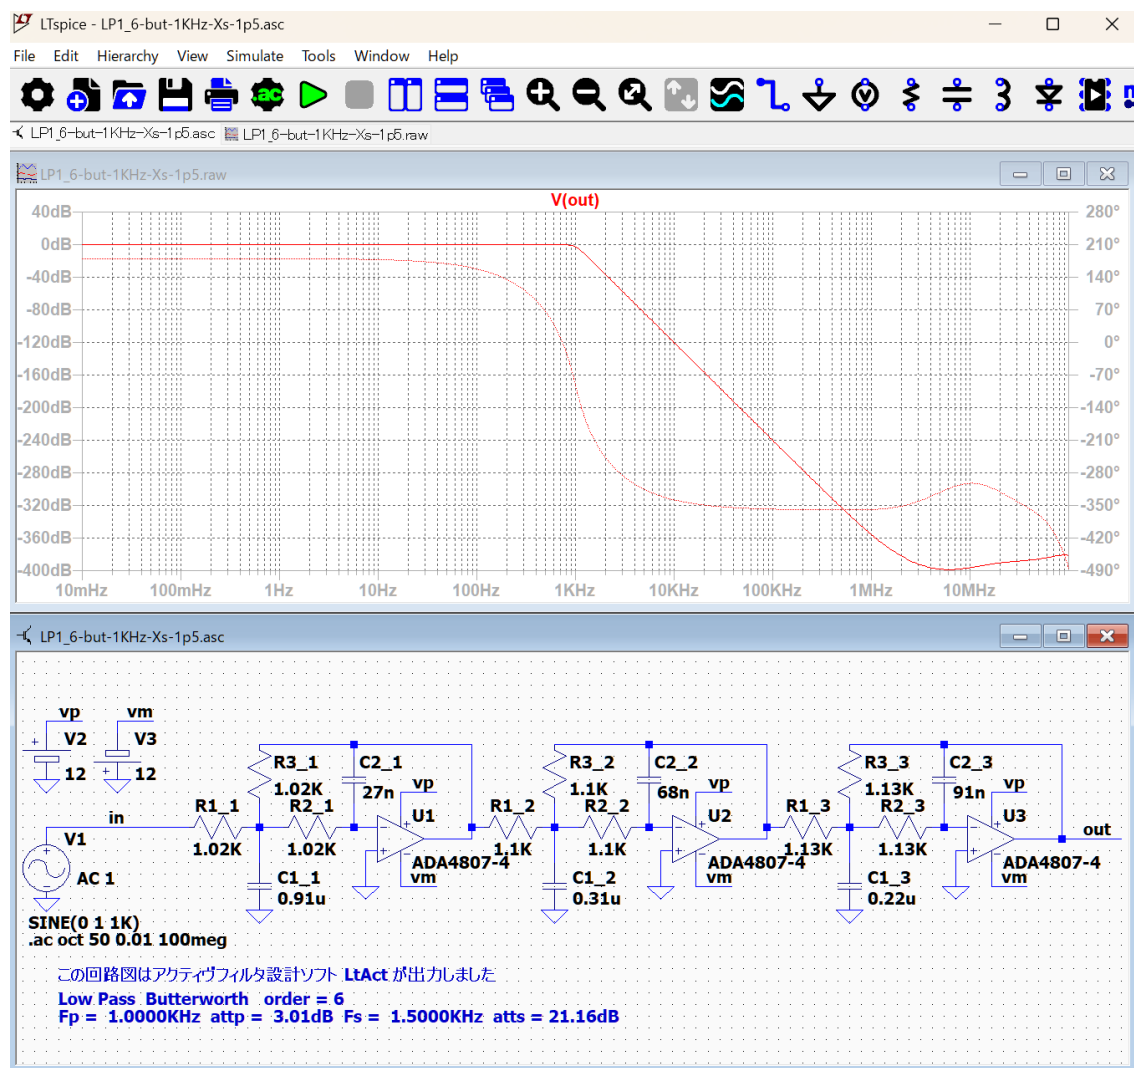 LTspice - LP1_6-but-1KHz-Xs-1p5.asc
File Edit Hierarchy View Simulate Tools Window Help
LP1_6-but-1KHz-Xs-1p5.asc LP1_6-but-1KHz-Xs-1p5.raw
LP1_6-but-1KHz-Xs-1p5.raw
V(out)
40dB 280°
0dB 210°
-40dB 140°
-80dB 70°
-120dB 0°
-160dB -70°
-200dB -140°
-240dB -210°
-280dB -280°
-320dB -350°
-360dB -420°
-400dB -490°
10mHz 100mHz 1Hz 10Hz 100Hz 1KHz 10KHz 100KHz 1MHz 10MHz
LP1_6-but-1KHz-Xs-1p5.asc
vp vm
V2 V3
12 12
R3_1 C2_1 R3_2 C2_2 R3_3 C2_3
1.02K 27n vp 1.1K 68n vp 1.13K 91n vp
in R1_1 R2_1 U1 R1_2 R2_2 U2 R1_3 R2_3 U3 out
V1 1.02K 1.02K 1.1K 1.1K 1.13K 1.13K
ADA4807-4 ADA4807-4 ADA4807-4
AC 1 C1_1 vm C1_2 vm C1_3 vm
0.91u 0.31u 0.22u
SINE(0 1 1K)
.ac oct 50 0.01 100meg
この回路図はアクティヴフィルタ設計ソフト LtAct が出力しました
Low Pass Butterworth order = 6
Fp = 1.0000KHz attp = 3.01dB Fs = 1.5000KHz atts = 21.16dB